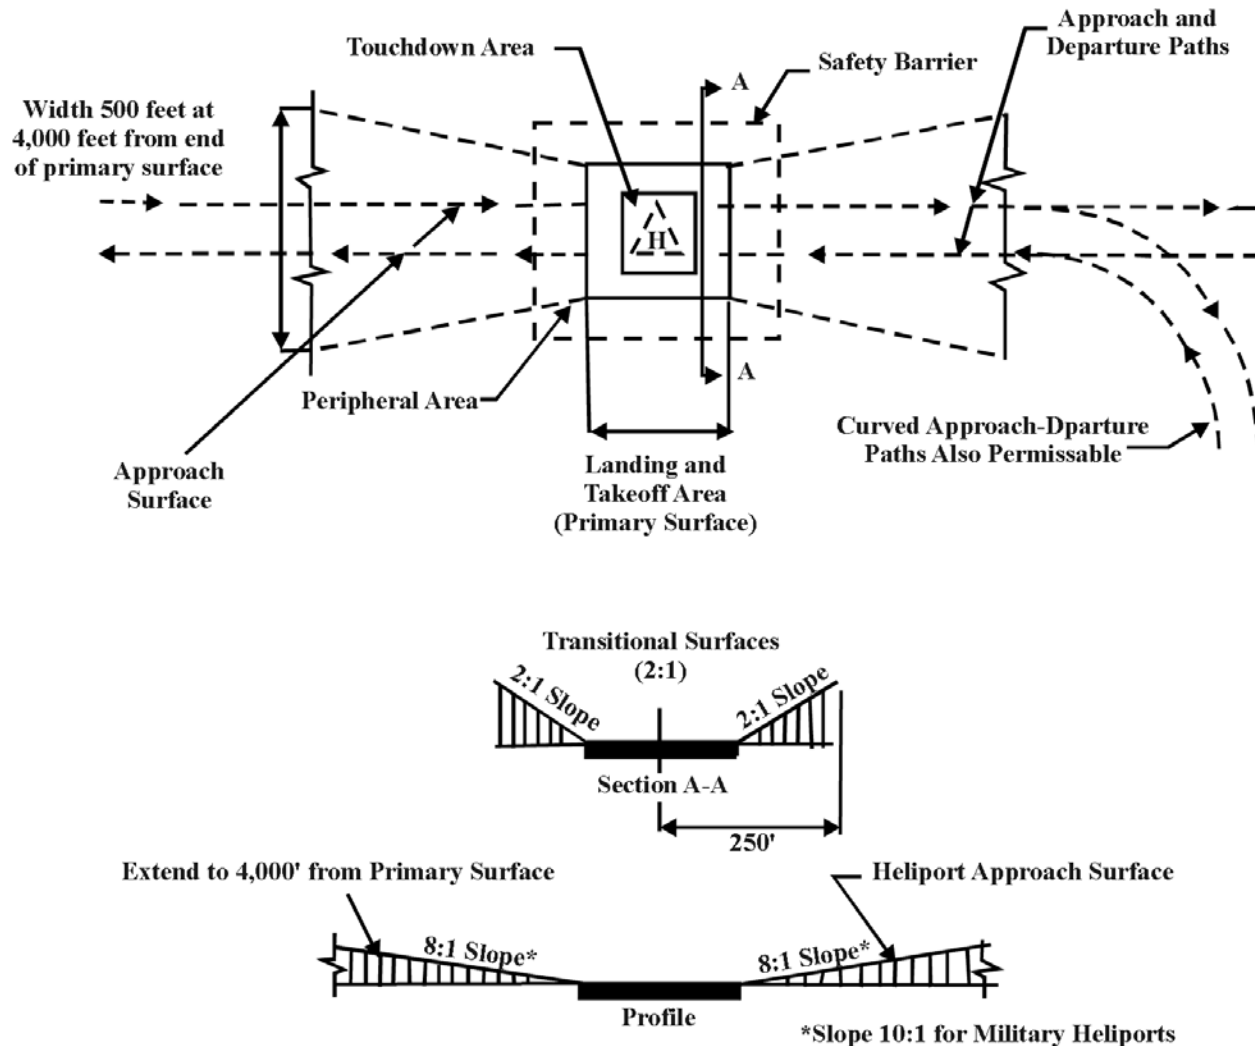 Touchdown Area
Approach and
Departure Paths
Safety Barrier
A
Width 500 feet at
4,000 feet from end
of primary surface
H
A
Peripheral Area
Approach
Surface
Landing and
Takeoff Area
(Primary Surface)
Curved Approach-Dparture
Paths Also Permissable
Transitional Surfaces
(2:1)
2:1 Slope
2:1 Slope
Section A-A
250'
Extend to 4,000' from Primary Surface
Heliport Approach Surface
8:1 Slope*
8:1 Slope*
Profile
*Slope 10:1 for Military Heliports